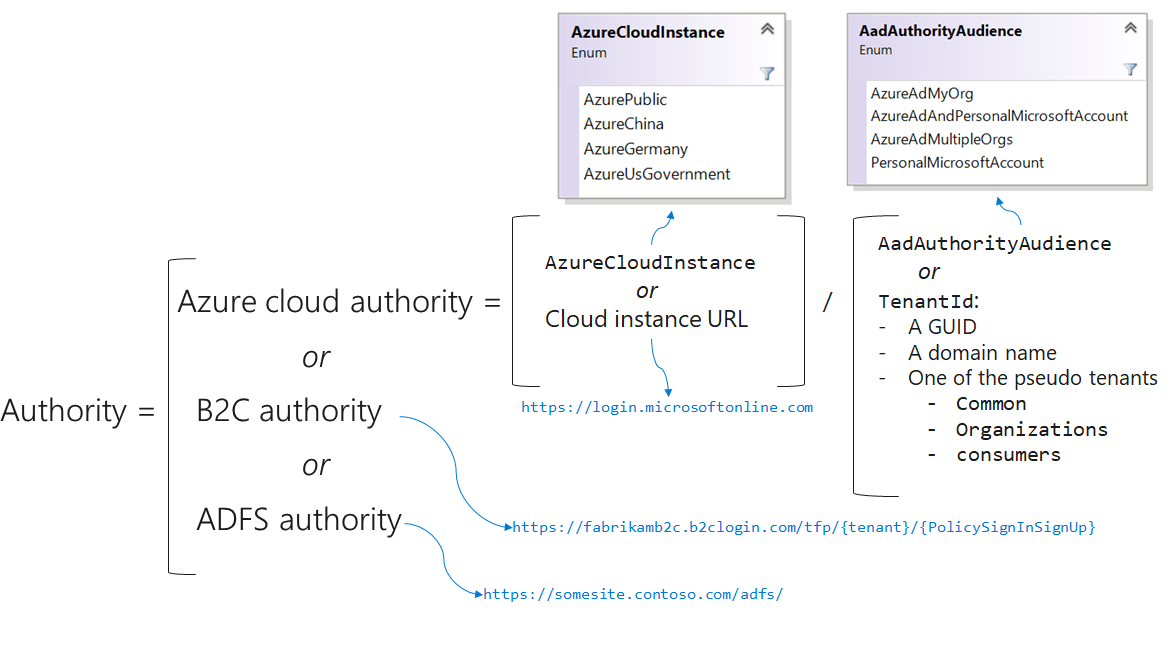 AzureCloudInstance
Enum
AzurePublic
AzureChina
AzureGermany
AzureUsGovernment
AadAuthorityAudience
Enum
AzureAdMyOrg
AzureAdAndPersonalMicrosoftAccount
AzureAdMultipleOrgs
PersonalMicrosoftAccount
Authority =
Azure cloud authority =
or
B2C authority
or
ADFS authority
AzureCloudInstance
or
Cloud instance URL
/
AadAuthorityAudience
or
TenantId:
- A GUID
- A domain name
- One of the pseudo tenants
- Common
- Organizations
- consumers
https://login.microsoftonline.com
https://fabrikamb2c.b2clogin.com/tfp/{tenant}/{PolicySignInSignUp}
https://somesite.contoso.com/adfs/